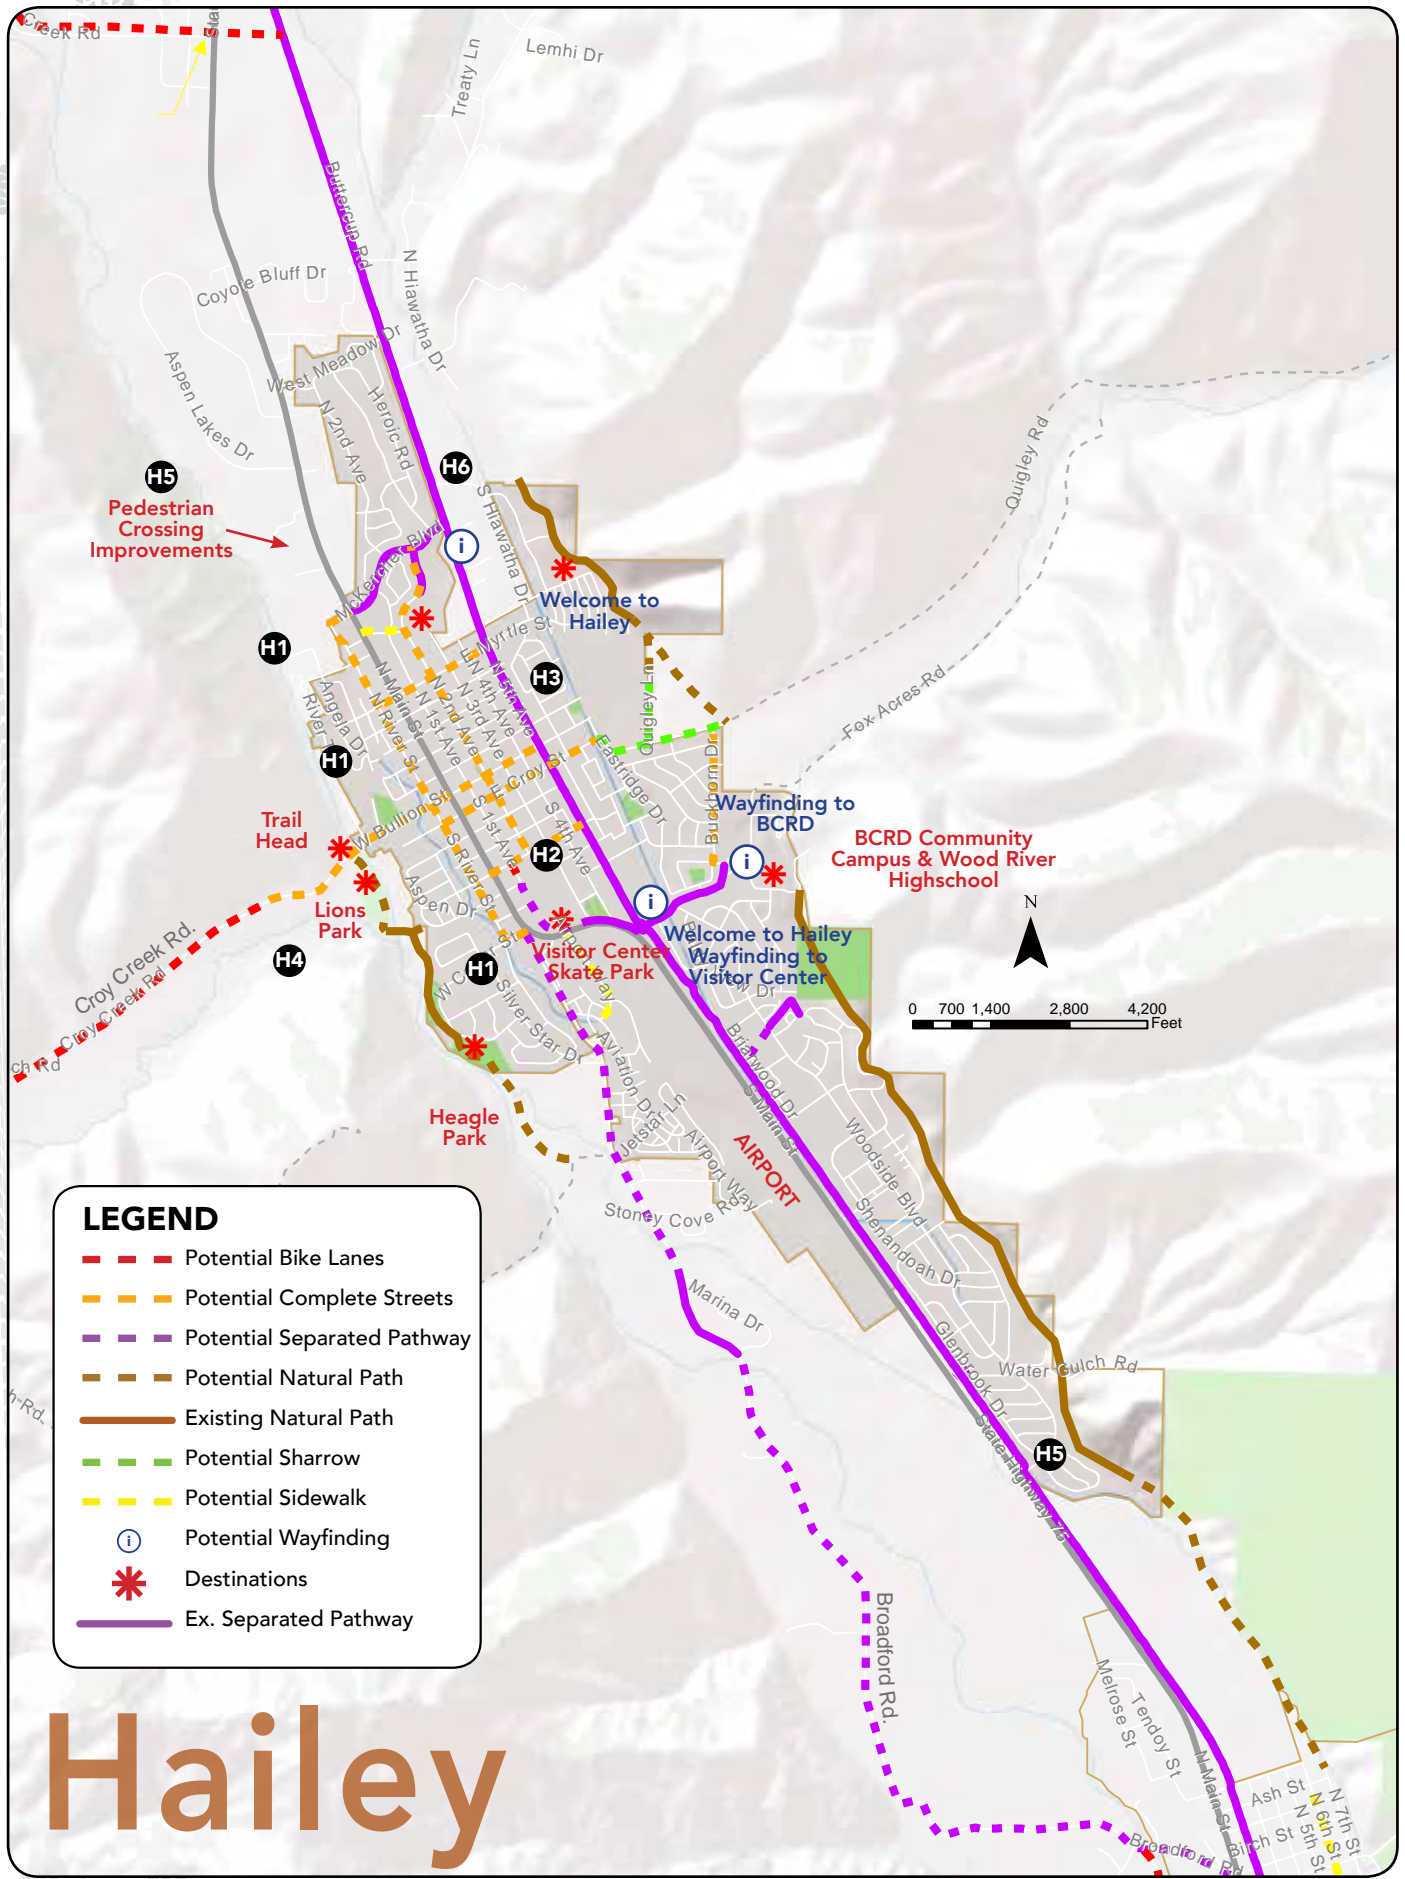 Creek Rd
Sta
Lemhi Dr
Treaty Ln
Buttercup Rd
N Hiawatha Dr
Coyote Bluff Dr
West Meadow Dr
Aspen Lakes Dr
N 2nd Ave
Heroic Rd
Quigley Rd
H6
H5
Pedestrian
Crossing
Improvements
S Hiawatha Dr
McKercher Blvd
i
Welcome to
Hailey
Myrtle St
H1
H3
Quigley Ln
Fox Acres Rd
Angela Dr
River
N River St
N Main St
N 1st Ave
N 2nd Ave
N 3rd Ave
N 4th Ave
N 5th Ave
H1
E Croy St
Eastridge Dr
Buckhorn Dr
Wayfinding to
BCRD
Trail
Head
W Bullion St
S River St
S 1st Ave
S 4th Ave
H2
i
BCRD Community
Campus & Wood River
Highschool
Lions
Park
Aspen Dr
i
N
Croy Creek Rd.
Croy Creek Rd
H4
H1
Visitor Center
Skate Park
Welcome to Hailey
Wayfinding to
Visitor Center
Airport Way
Silver Star Dr
0 700 1,400 2,800 4,200
Feet
ch Rd
Aviation Dr
Briarwood Dr
S Main St
Heagle
Park
Jetstar Ln
Airport Way
AIRPORT
Woodside Blvd
Stoney Cove Rd
Shenandoah Dr
Marina Dr
Glenbrook Dr
Water Gulch Rd
State Highway 75
H5
LEGEND
Potential Bike Lanes
Potential Complete Streets
Potential Separated Pathway
Potential Natural Path
Existing Natural Path
Potential Sharrow
Potential Sidewalk
i Potential Wayfinding
Destinations
Ex. Separated Pathway
h-Rd.
Broadford Rd.
Melrose St
Tendoy St
N Main St
Ash St
Birch St
N 5th St
N 6th St
N 7th St
Broadford Rd
Hailey